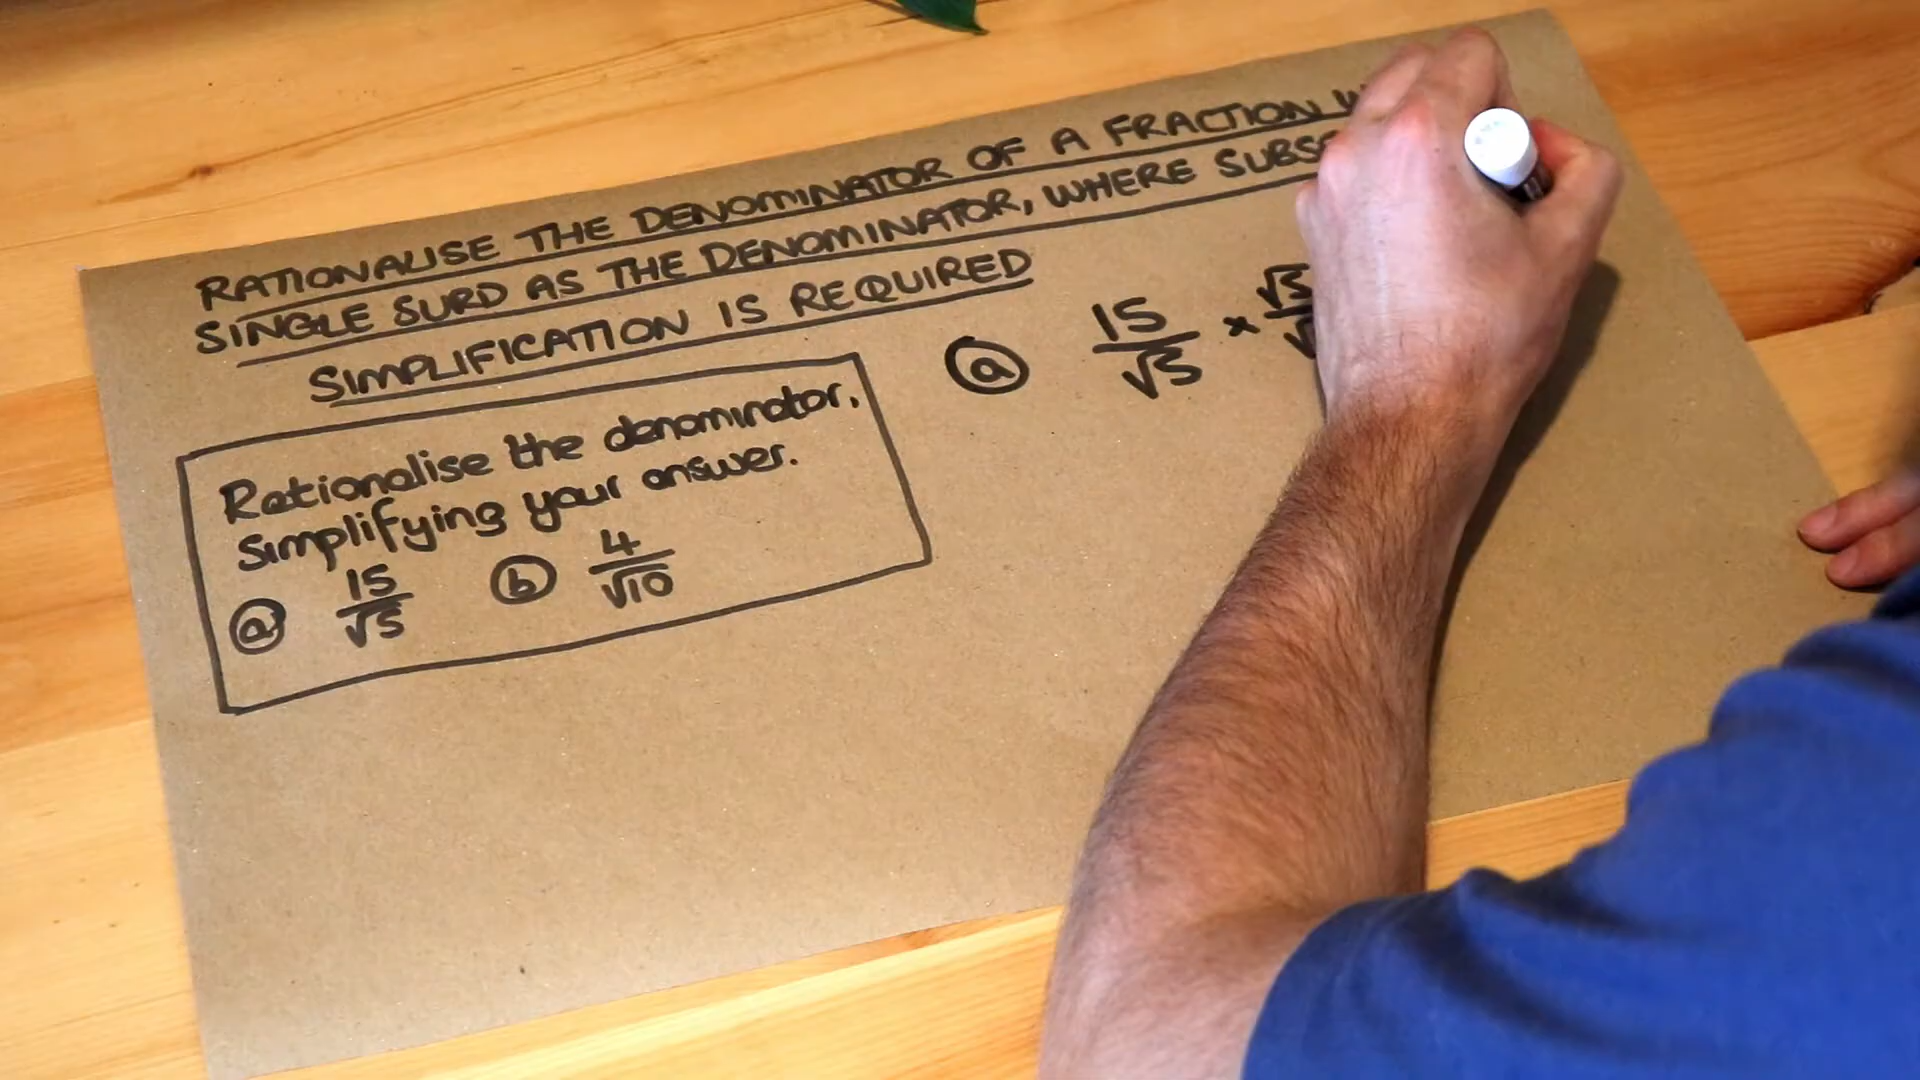 RATIONALISE THE DENOMINATOR OF A FRACTION
SINGLE SURD AS THE DENOMINATOR, WHERE
SIMPLIFICATION IS REQUIRED
Rationalise the denominator,
simplifying your answer.
ⓐ 15/√5 ⓑ 4/√10
ⓐ 15/√5 × √5/√